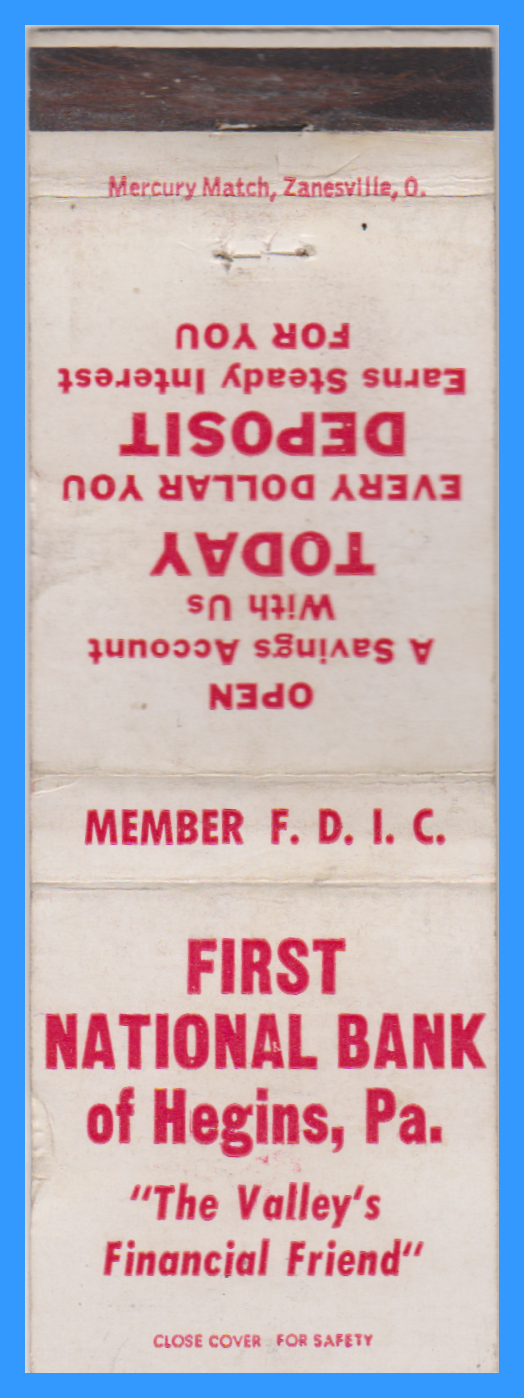 Mercury Match, Zanesville, O.
OPEN
A Savings Account
With Us
TODAY
EVERY DOLLAR YOU
DEPOSIT
Earns Steady Interest
FOR YOU
MEMBER F. D. I. C.
FIRST
NATIONAL BANK
of Hegins, Pa.
"The Valley's
Financial Friend"
CLOSE COVER FOR SAFETY